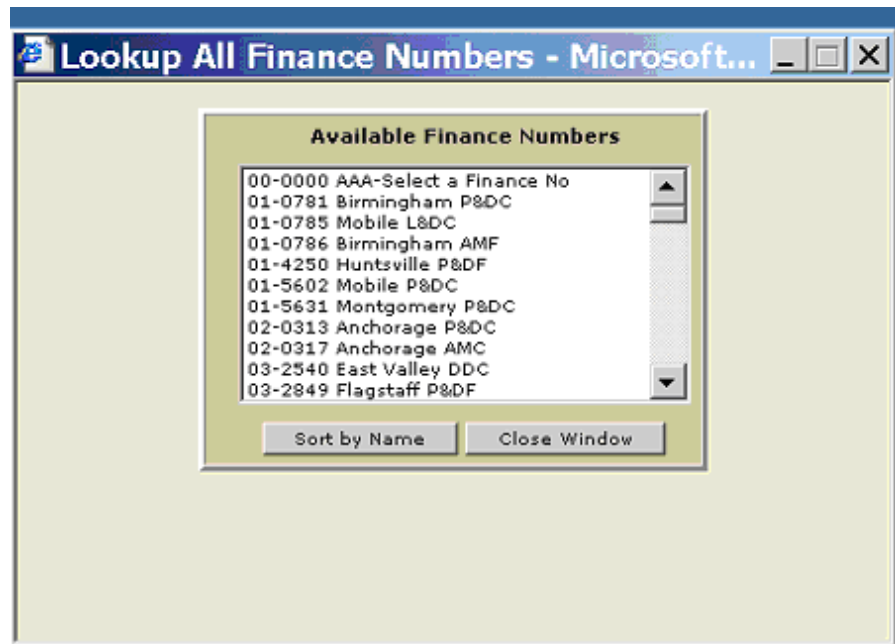 Lookup All Finance Numbers - Microsoft...
Available Finance Numbers
00-0000 AAA-Select a Finance No
01-0781 Birmingham P&DC
01-0785 Mobile L&DC
01-0786 Birmingham AMF
01-4250 Huntsville P&DF
01-5602 Mobile P&DC
01-5631 Montgomery P&DC
02-0313 Anchorage P&DC
02-0317 Anchorage AMC
03-2540 East Valley DDC
03-2849 Flagstaff P&DF
Sort by Name Close Window